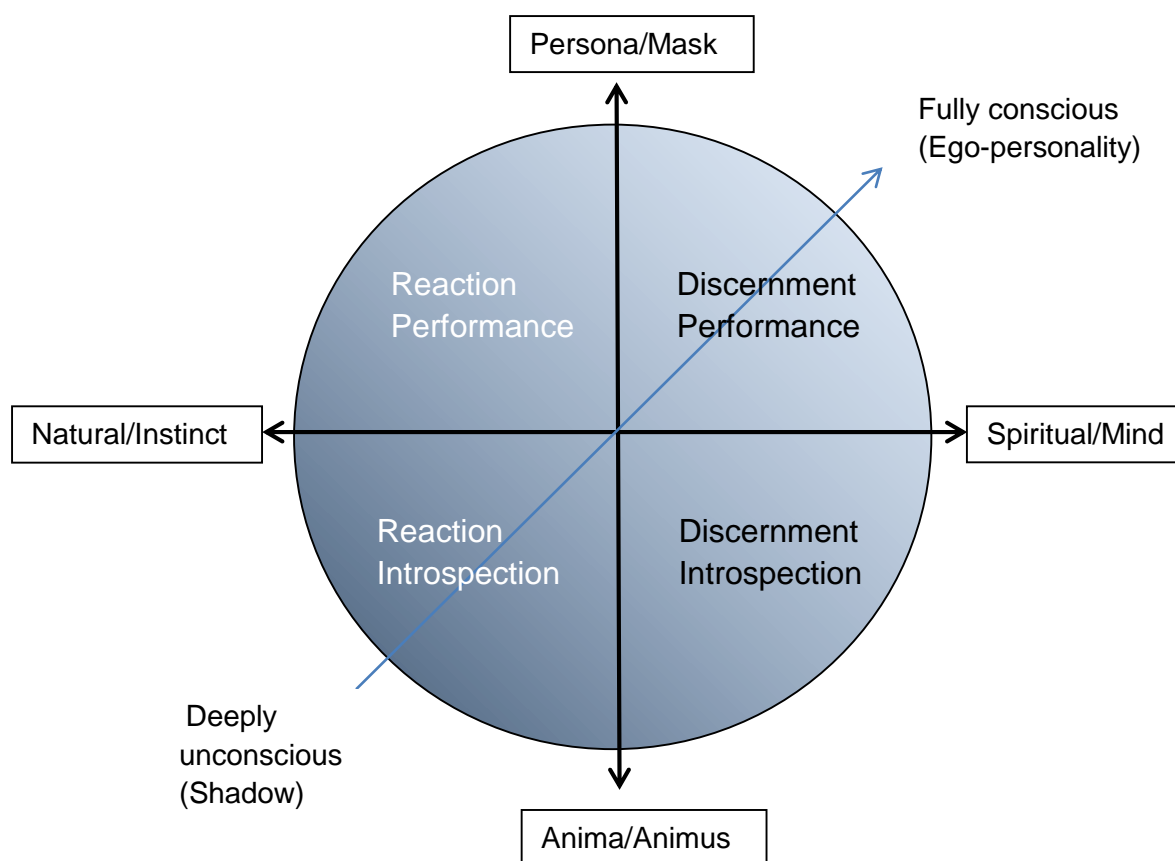 Persona/Mask
Fully conscious
(Ego-personality)
Reaction
Performance
Discernment
Performance
Natural/Instinct
Spiritual/Mind
Reaction
Introspection
Discernment
Introspection
Deeply
unconscious
(Shadow)
Anima/Animus